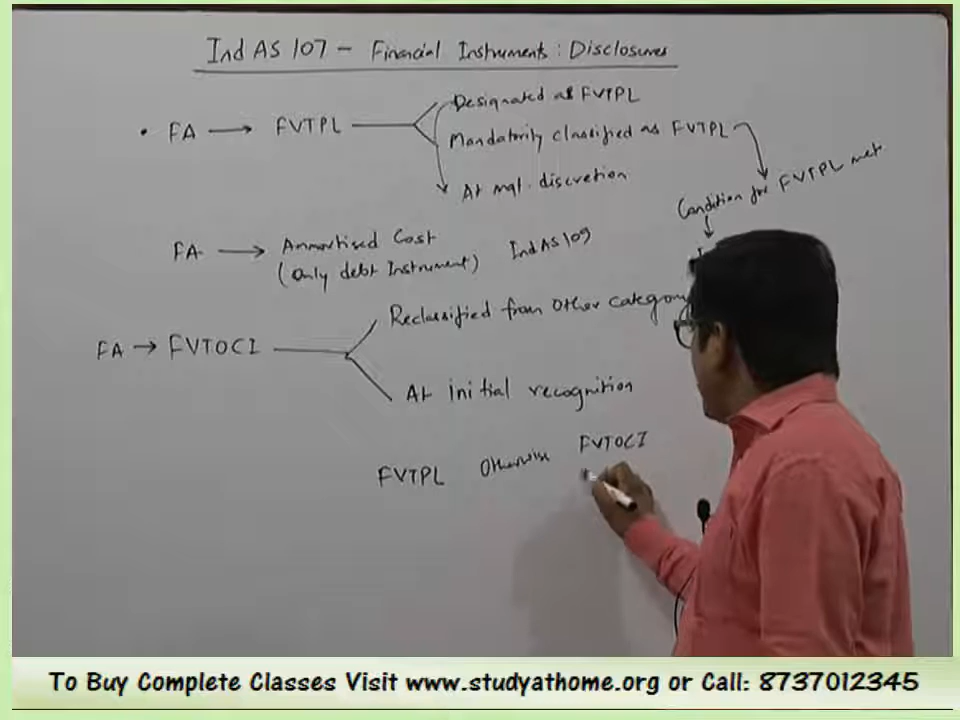 Ind AS 107 - Financial Instruments : Disclosures
• FA → FVTPL
Designated as FVTPL
Mandatorily classified as FVTPL
At mgt. discretion
Condition for FVTPL met
FA → Ammortised Cost
(Only debt Instrument)
Ind AS 109
FA → FVTOCI
Reclassified from other category
At initial recognition
FVTPL otherwise FVTOCI
To Buy Complete Classes Visit www.studyathome.org or Call: 8737012345